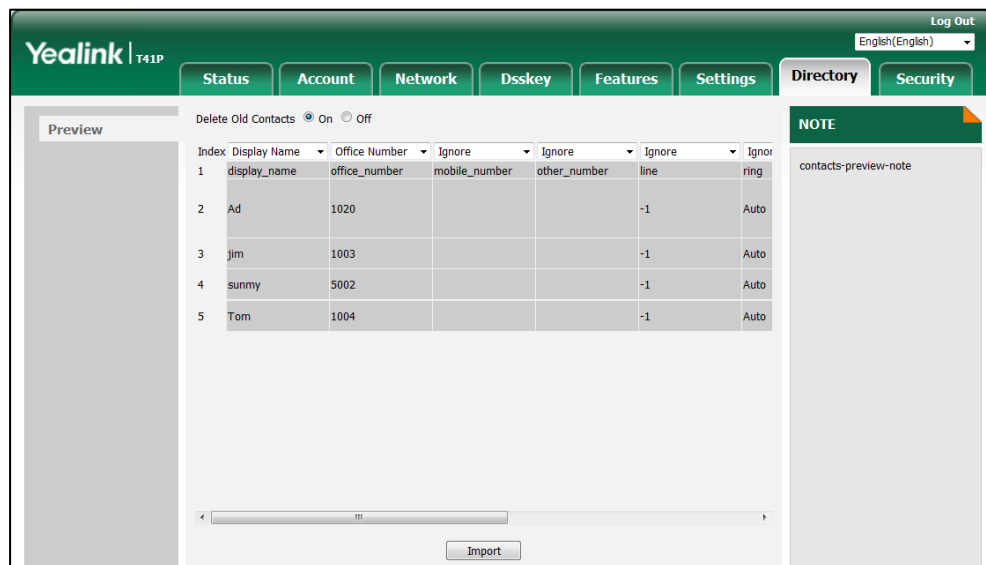 Log Out
Yealink T41P
English(English)
Status Account Network Dsskey Features Settings Directory Security
Preview
Delete Old Contacts On Off
NOTE
Index Display Name Office Number Ignore Ignore Ignore Ignor
1 display_name office_number mobile_number other_number line ring
contacts-preview-note
2 Ad 1020 -1 Auto
3 jim 1003 -1 Auto
4 sunmy 5002 -1 Auto
5 Tom 1004 -1 Auto
Import